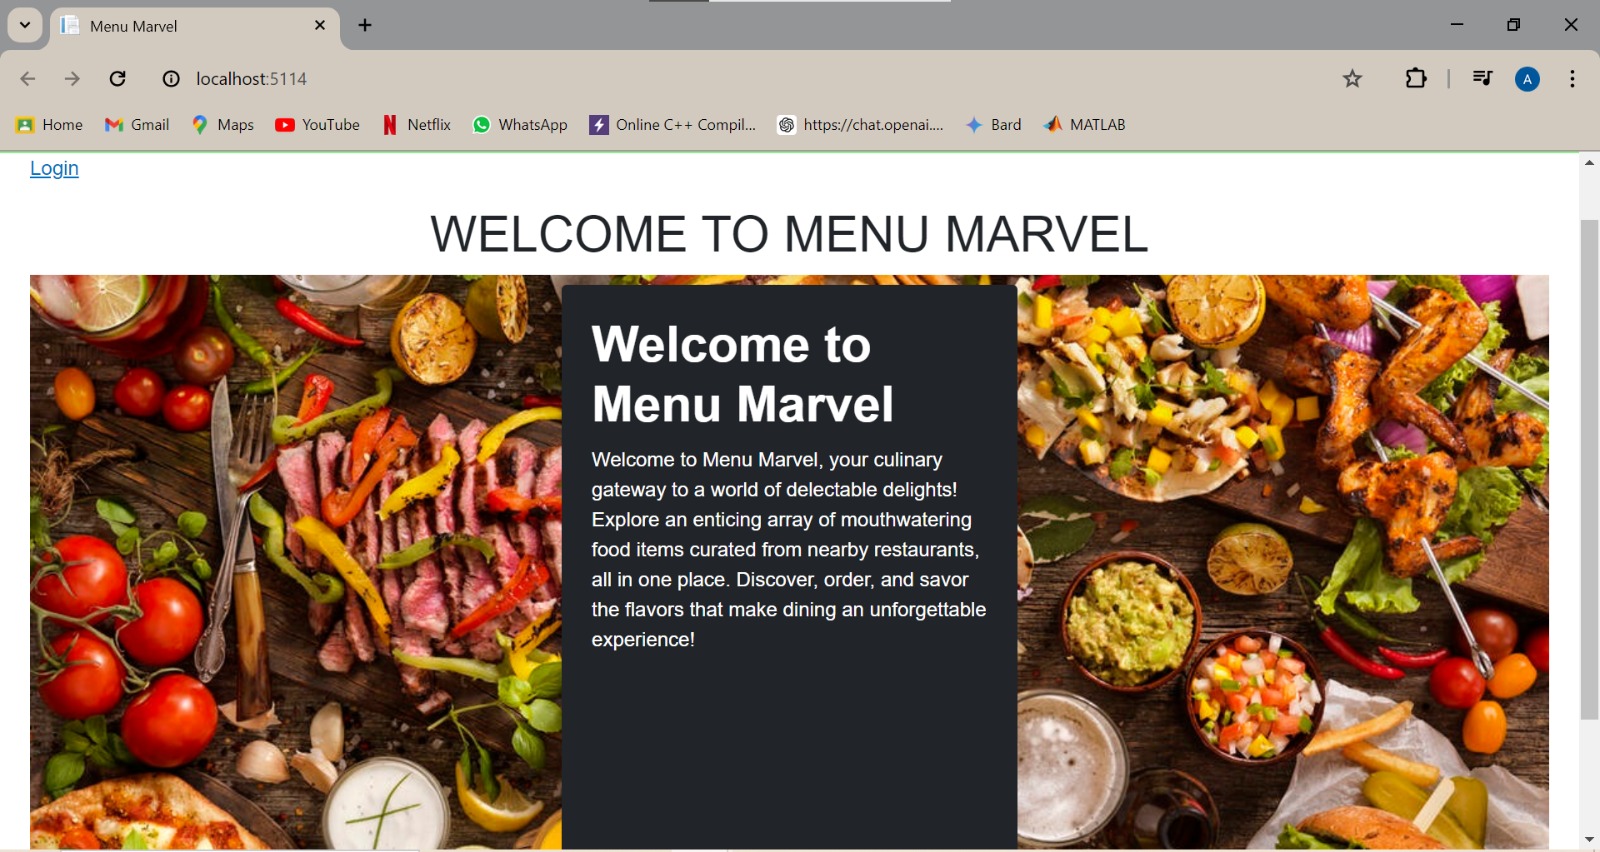 Menu Marvel
localhost:5114
A
Home Gmail Maps YouTube Netflix WhatsApp Online C++ Compil... https://chat.openai.... Bard MATLAB
Login
WELCOME TO MENU MARVEL
Welcome to
Menu Marvel
Welcome to Menu Marvel, your culinary
gateway to a world of delectable delights!
Explore an enticing array of mouthwatering
food items curated from nearby restaurants,
all in one place. Discover, order, and savor
the flavors that make dining an unforgettable
experience!